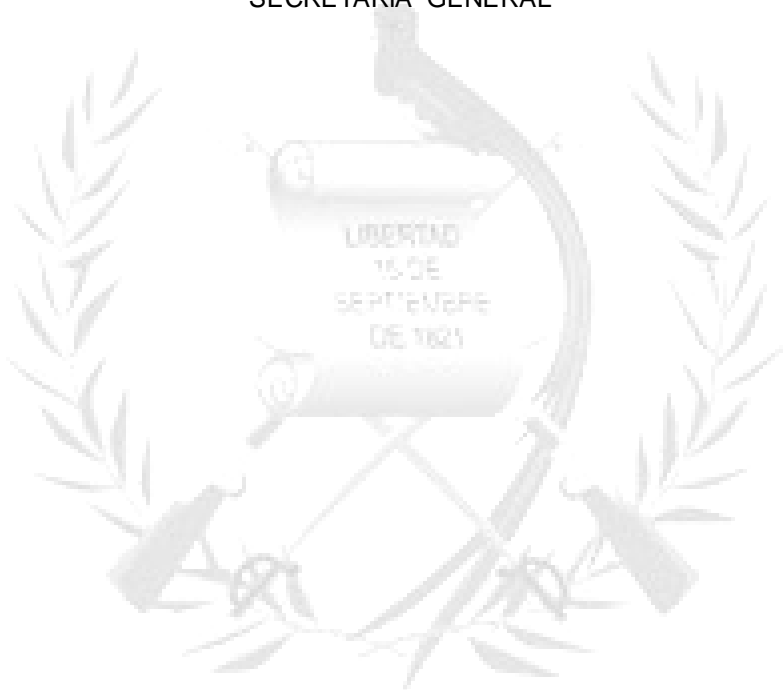 SECRETARIA GENERAL
LIBERTAD
15 DE
SEPTIEMBRE
DE 1821